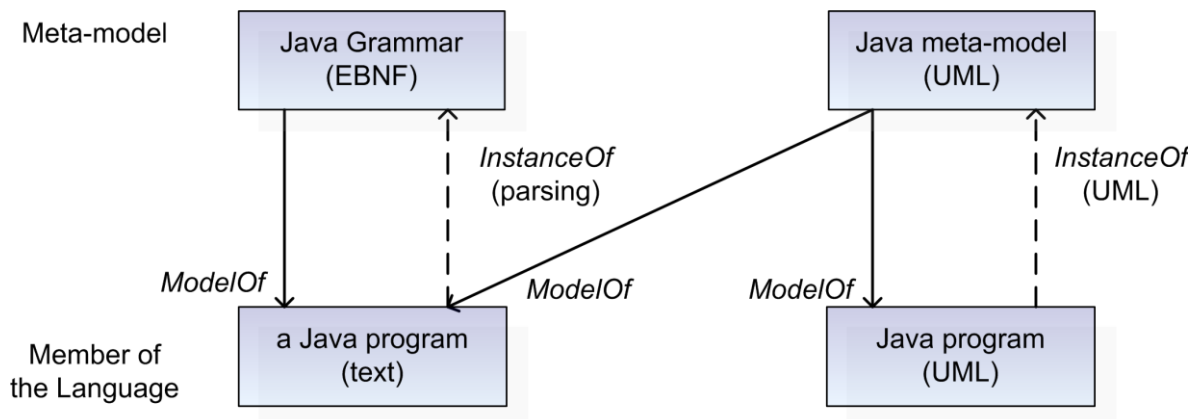 Meta-model
Java Grammar
(EBNF)
Java meta-model
(UML)
InstanceOf
(parsing)
InstanceOf
(UML)
ModelOf
ModelOf
ModelOf
Member of
the Language
a Java program
(text)
Java program
(UML)